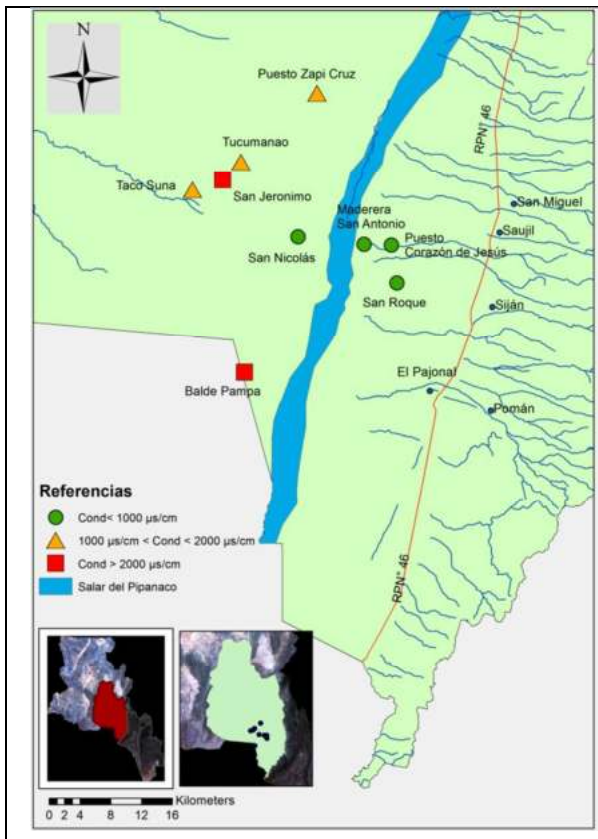 Puesto Zapi Cruz
RPN° 46
Tucumanao
Taco Suna
San Jeronimo
San Miguel
Maderera
San Antonio
Saujil
Puesto
Corazón de Jesús
San Nicolás
San Roque
Siján
El Pajonal
Balde Pampa
Pomán
Referencias
Cond< 1000 µs/cm
1000 µs/cm < Cond < 2000 µs/cm
Cond > 2000 µs/cm
Salar del Pipanaco
RPN° 46
Kilometers
0 2 4 8 12 16